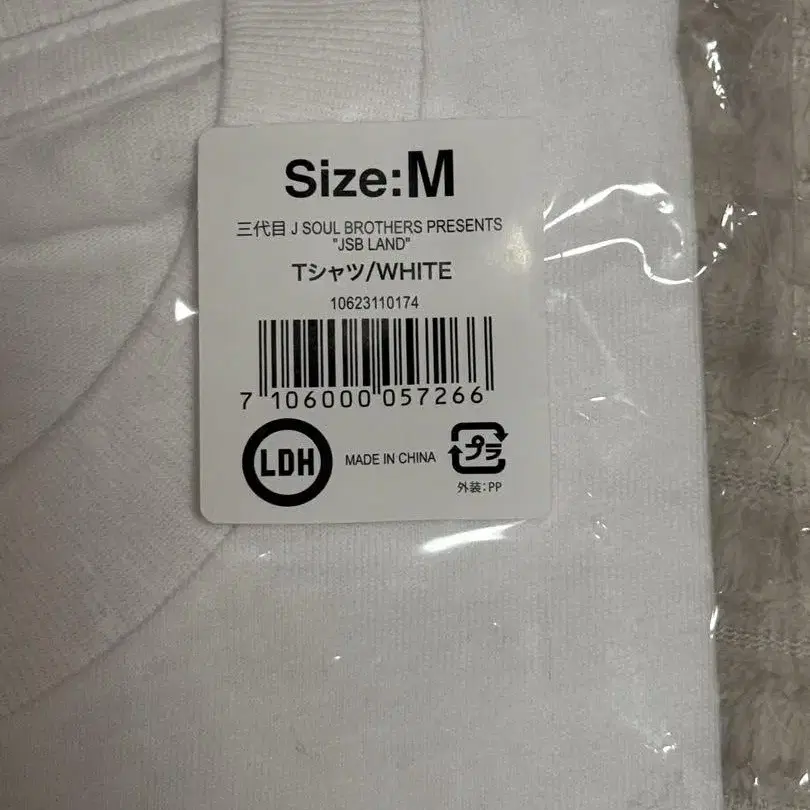 Size:M
三代目 J SOUL BROTHERS PRESENTS
"JSB LAND"
Tシャツ/WHITE
10623110174
7 106000 057266
LDH
MADE IN CHINA
プラ
外装:PP